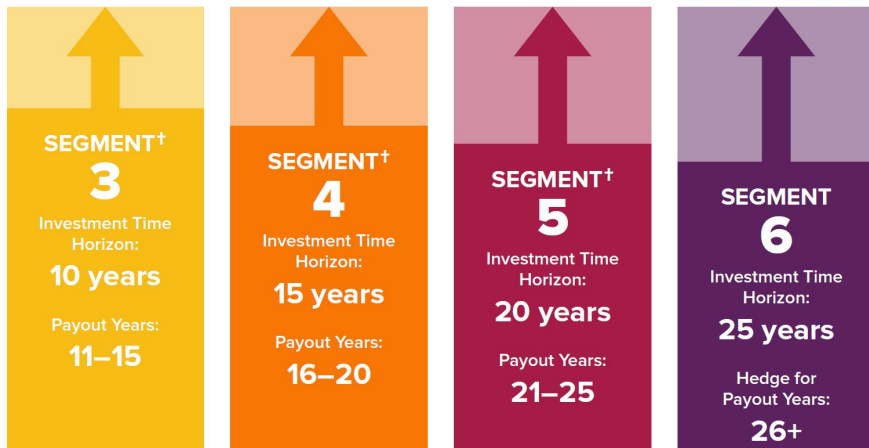 SEGMENT†
3
Investment Time
Horizon:
10 years
Payout Years:
11–15
SEGMENT†
4
Investment Time
Horizon:
15 years
Payout Years:
16–20
SEGMENT†
5
Investment Time
Horizon:
20 years
Payout Years:
21–25
SEGMENT
6
Investment Time
Horizon:
25 years
Hedge for
Payout Years:
26+